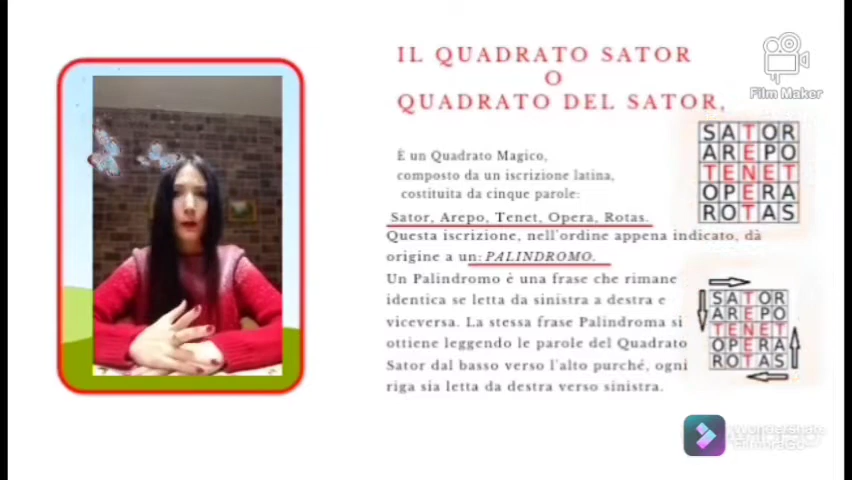 IL QUADRATO SATOR
O
QUADRATO DEL SATOR,
Film Maker
È un Quadrato Magico,
composto da un iscrizione latina,
costituita da cinque parole:
Sator, Arepo, Tenet, Opera, Rotas.
Questa iscrizione, nell'ordine appena indicato, dà
origine a un: PALINDROMO.
Un Palindromo è una frase che rimane
identica se letta da sinistra a destra e
viceversa. La stessa frase Palindroma si
ottiene leggendo le parole del Quadrato
Sator dal basso verso l'alto purché, ogni
riga sia letta da destra verso sinistra.
SATOR
AREPO
TENET
OPERA
ROTAS
SATOR
AREPO
TENET
OPERA
ROTAS
Wondershare
FilmoraGo